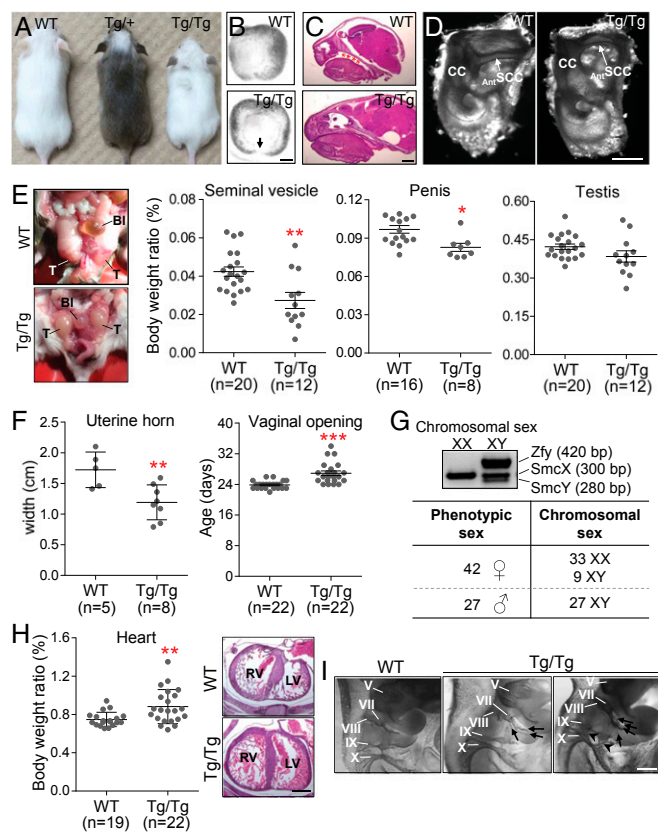 A
WT
Tg/+
Tg/Tg
B
WT
Tg/Tg
C
WT
Tg/Tg
D
WT
Tg/Tg
CC
Ant SCC
CC
Ant SCC
E
WT
Bl
T
T
Tg/Tg
Bl
T
T
Body weight ratio (%)
Seminal vesicle
0.08
0.06
0.04
0.02
0.00
**
WT
(n=20)
Tg/Tg
(n=12)
Penis
0.12
0.09
0.06
0.03
0.00
*
WT
(n=16)
Tg/Tg
(n=8)
Testis
0.60
0.45
0.30
0.15
0.00
WT
(n=20)
Tg/Tg
(n=12)
F
Uterine horn
width (cm)
2.5
2.0
1.5
1.0
0.5
0.0
**
WT
(n=5)
Tg/Tg
(n=8)
Vaginal opening
Age (days)
40
32
24
16
8
0
***
WT
(n=22)
Tg/Tg
(n=22)
G
Chromosomal sex
XX XY
Zfy (420 bp)
SmcX (300 bp)
SmcY (280 bp)
Phenotypic sex
Chromosomal sex
42 ♀
33 XX
9 XY
27 ♂
27 XY
H
Heart
Body weight ratio (%)
1.6
1.2
0.8
0.4
0.0
**
WT
(n=19)
Tg/Tg
(n=22)
WT
RV
LV
Tg/Tg
RV
LV
I
WT
Tg/Tg
V
VII
VIII
IX
X
V
VII
VIII
IX
X
V
VII
VIII
IX
X